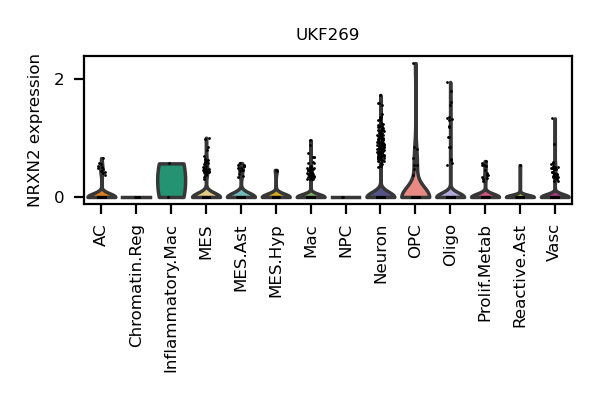 UKF269
NRXN2 expression
2
0
AC
Chromatin.Reg
Inflammatory.Mac
MES
MES.Ast
MES.Hyp
Mac
NPC
Neuron
OPC
Oligo
Prolif.Metab
Reactive.Ast
Vasc